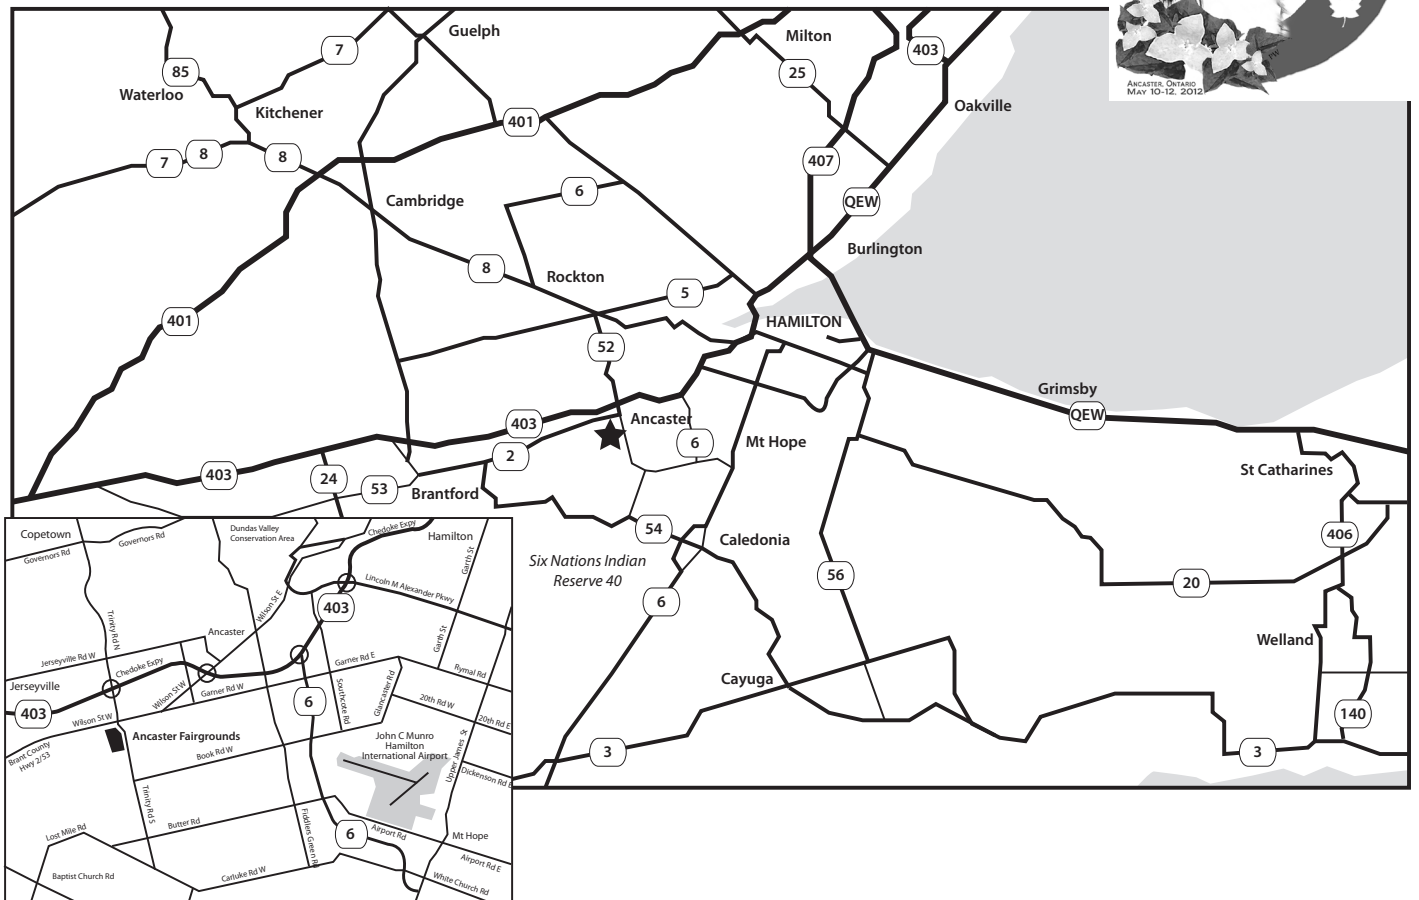 Guelph
7
85
Waterloo
Kitchener
Milton
25
403
Oakville
ANCASTER, ONTARIO
MAY 10-12, 2012
401
7
8
8
407
6
Cambridge
QEW
Burlington
8
Rockton
5
401
HAMILTON
52
Grimsby
QEW
403
Ancaster
6
Mt Hope
2
403
24
53
Brantford
St Catharines
54
Caledonia
406
Six Nations Indian
Reserve 40
56
20
6
Welland
Cayuga
140
3
3
Copetown
Governors Rd
Governors Rd
Dundas Valley
Conservation Area
Chedoke Expy
Hamilton
Garth St
Lincoln M Alexander Pkwy
403
Wilson St E
Trinity Rd N
Ancaster
Garth St
Jerseyville Rd W
Chedoke Expy
Garner Rd E
Rymal Rd
Jerseyville
Wilson St W
Garner Rd W
Southcote Rd
Glancaster Rd
20th Rd W
403
Wilson St W
6
20th Rd E
Ancaster Fairgrounds
Brant County
Hwy 2/53
Book Rd W
John C Munro
Hamilton
International Airport
Upper James St
Dickenson Rd E
Trinity Rd S
Fiddlers Green Rd
Lost Mile Rd
Butter Rd
6
Airport Rd
Mt Hope
Airport Rd E
Baptist Church Rd
Carluke Rd W
White Church Rd